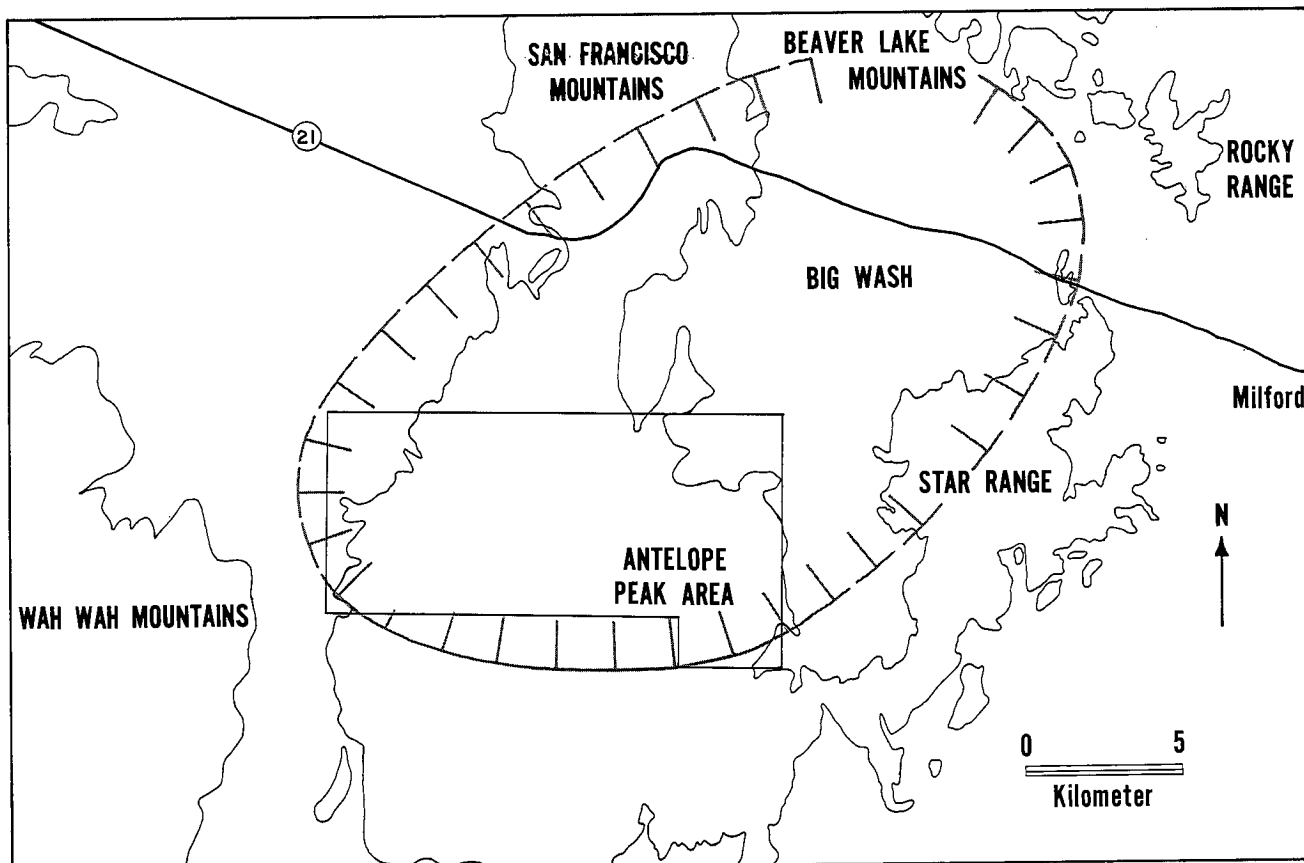 SAN FRANCISCO
MOUNTAINS
BEAVER LAKE
MOUNTAINS
21
ROCKY
RANGE
BIG WASH
Milford
STAR RANGE
N
ANTELOPE
PEAK AREA
WAH WAH MOUNTAINS
0 5
Kilometer